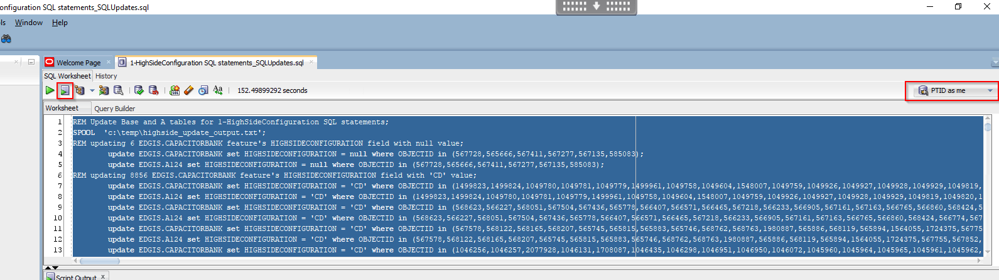 onfiguration SQL statements_SQLUpdates.sql
ls Window Help
Welcome Page
1-HighSideConfiguration SQL statements_SQLUpdates.sql
SQL Worksheet History
SQL
Aa
152.49899292 seconds
PTID as me
Worksheet Query Builder
1 REM Update Base and A tables for 1-HighSideConfiguration SQL statements;
2 SPOOL 'c:\temp\highside_update_output.txt';
3 REM updating 6 EDGIS.CAPACITORBANK feature's HIGHSIDECONFIGURATION field with null value;
4 update EDGIS.CAPACITORBANK set HIGHSIDECONFIGURATION = null where OBJECTID in (567728,565666,567411,567277,567135,585083);
5 update EDGIS.A124 set HIGHSIDECONFIGURATION = null where OBJECTID in (567728,565666,567411,567277,567135,585083);
6 REM updating 8856 EDGIS.CAPACITORBANK feature's HIGHSIDECONFIGURATION field with 'CD' value;
7 update EDGIS.CAPACITORBANK set HIGHSIDECONFIGURATION = 'CD' where OBJECTID in (1499823,1499824,1049780,1049781,1049779,1499961,1049758,1049604,1548007,1049759,1049926,1049927,1049928,1049929,1049819,
8 update EDGIS.A124 set HIGHSIDECONFIGURATION = 'CD' where OBJECTID in (1499823,1499824,1049780,1049781,1049779,1499961,1049758,1049604,1548007,1049759,1049926,1049927,1049928,1049929,1049819,1049820,1
9 update EDGIS.CAPACITORBANK set HIGHSIDECONFIGURATION = 'CD' where OBJECTID in (568623,566227,568051,567504,567436,565778,566407,566571,566465,567218,566233,566905,567161,567163,566765,566860,568424,5
10 update EDGIS.A124 set HIGHSIDECONFIGURATION = 'CD' where OBJECTID in (568623,566227,568051,567504,567436,565778,566407,566571,566465,567218,566233,566905,567161,567163,566765,566860,568424,566774,567
11 update EDGIS.CAPACITORBANK set HIGHSIDECONFIGURATION = 'CD' where OBJECTID in (567578,568122,568165,568207,565745,565815,565883,565746,568762,568763,1980887,565886,568119,565894,1564055,1724375,56775
12 update EDGIS.A124 set HIGHSIDECONFIGURATION = 'CD' where OBJECTID in (567578,568122,568165,568207,565745,565815,565883,565746,568762,568763,1980887,565886,568119,565894,1564055,1724375,567755,567852,
13 update EDGIS.CAPACITORBANK set HIGHSIDECONFIGURATION = 'CD' where OBJECTID in (1046256,1046257,2077928,1046131,1708087,1046435,1046298,1046951,1046950,1046072,1045960,1045964,1045965,1045961,1045962,
Script Output